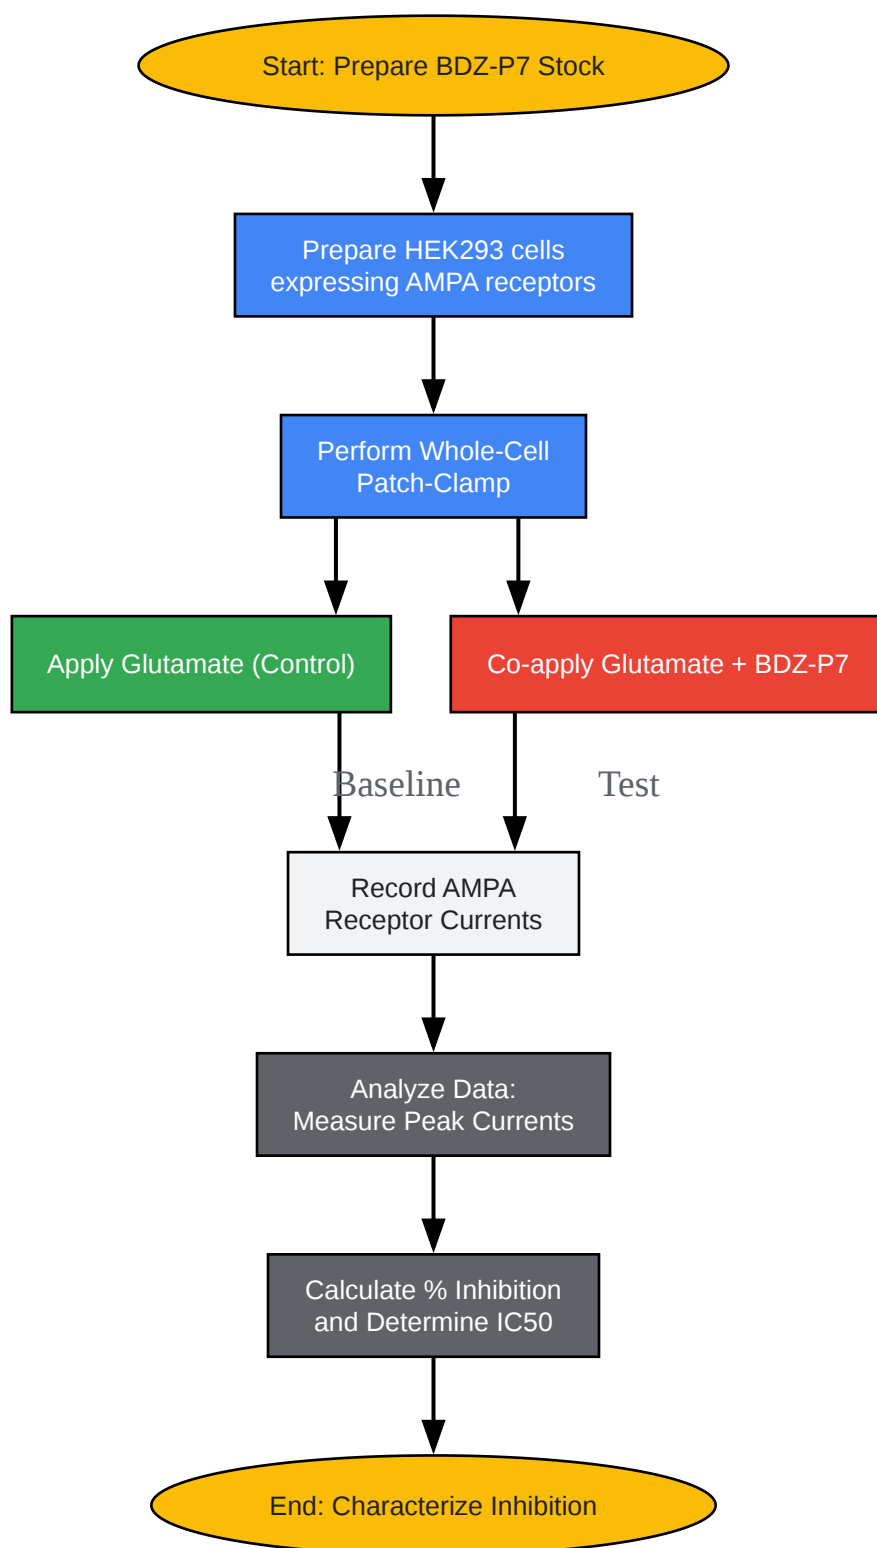 Start: Prepare BDZ-P7 Stock
Prepare HEK293 cells
expressing AMPA receptors
Perform Whole-Cell
Patch-Clamp
Apply Glutamate (Control)
Co-apply Glutamate + BDZ-P7
Baseline
Test
Record AMPA
Receptor Currents
Analyze Data:
Measure Peak Currents
Calculate % Inhibition
and Determine IC50
End: Characterize Inhibition